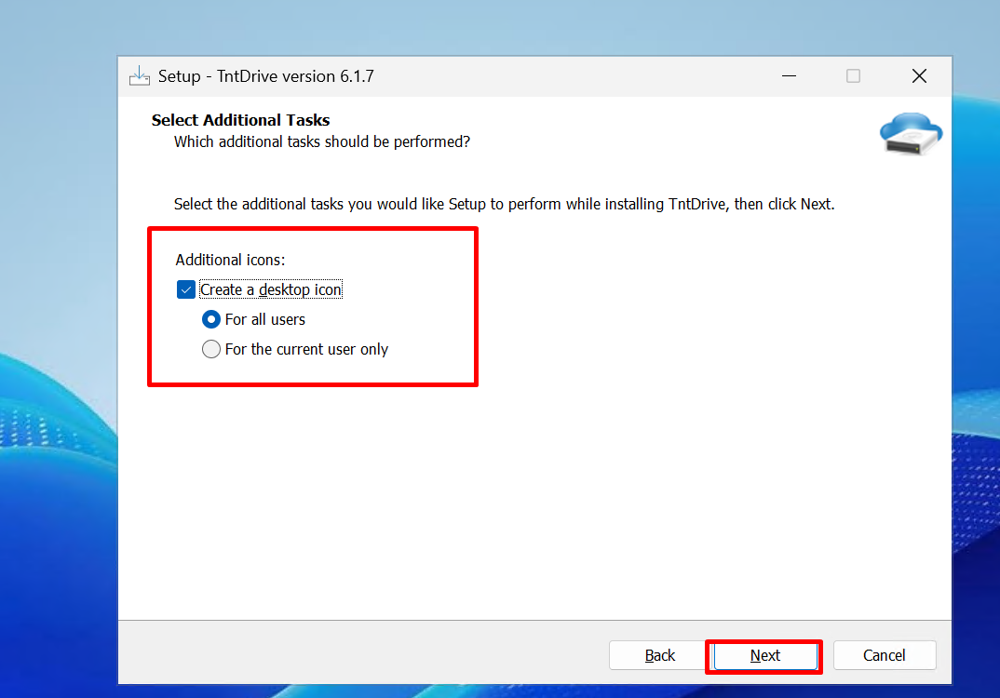 Setup - TntDrive version 6.1.7
Select Additional Tasks
Which additional tasks should be performed?
Select the additional tasks you would like Setup to perform while installing TntDrive, then click Next.
Additional icons:
Create a desktop icon
For all users
For the current user only
Back Next Cancel